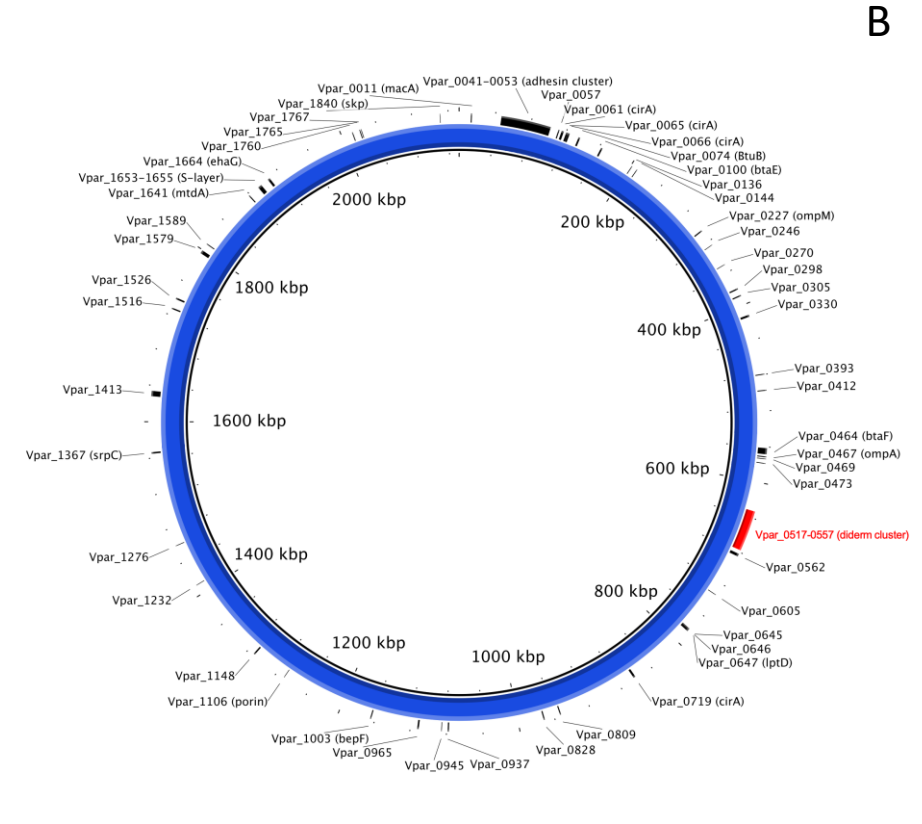 B
Vpar_0041-0053 (adhesin cluster)
Vpar_0011 (macA)
Vpar_0057
Vpar_1840 (skp)
Vpar_0061 (cirA)
Vpar_1767
Vpar_0065 (cirA)
Vpar_1765
Vpar_0066 (cirA)
Vpar_1760
Vpar_0074 (BtuB)
Vpar_1664 (ehaG)
Vpar_0100 (btaE)
Vpar_1653-1655 (S-layer)
Vpar_0136
Vpar_1641 (mtdA)
Vpar_0144
2000 kbp
200 kbp
Vpar_0227 (ompM)
Vpar_1589
Vpar_0246
Vpar_1579
Vpar_0270
Vpar_0298
Vpar_1526
1800 kbp
Vpar_0305
Vpar_1516
Vpar_0330
400 kbp
Vpar_0393
Vpar_1413
Vpar_0412
1600 kbp
Vpar_0464 (btaF)
Vpar_1367 (srpC)
Vpar_0467 (ompA)
600 kbp
Vpar_0469
Vpar_0473
Vpar_0517-0557 (diderm cluster)
1400 kbp
Vpar_1276
Vpar_0562
800 kbp
Vpar_1232
Vpar_0605
Vpar_0645
1200 kbp
Vpar_0646
1000 kbp
Vpar_0647 (lptD)
Vpar_1148
Vpar_1106 (porin)
Vpar_0719 (cirA)
Vpar_1003 (bepF)
Vpar_0809
Vpar_0965
Vpar_0828
Vpar_0945
Vpar_0937